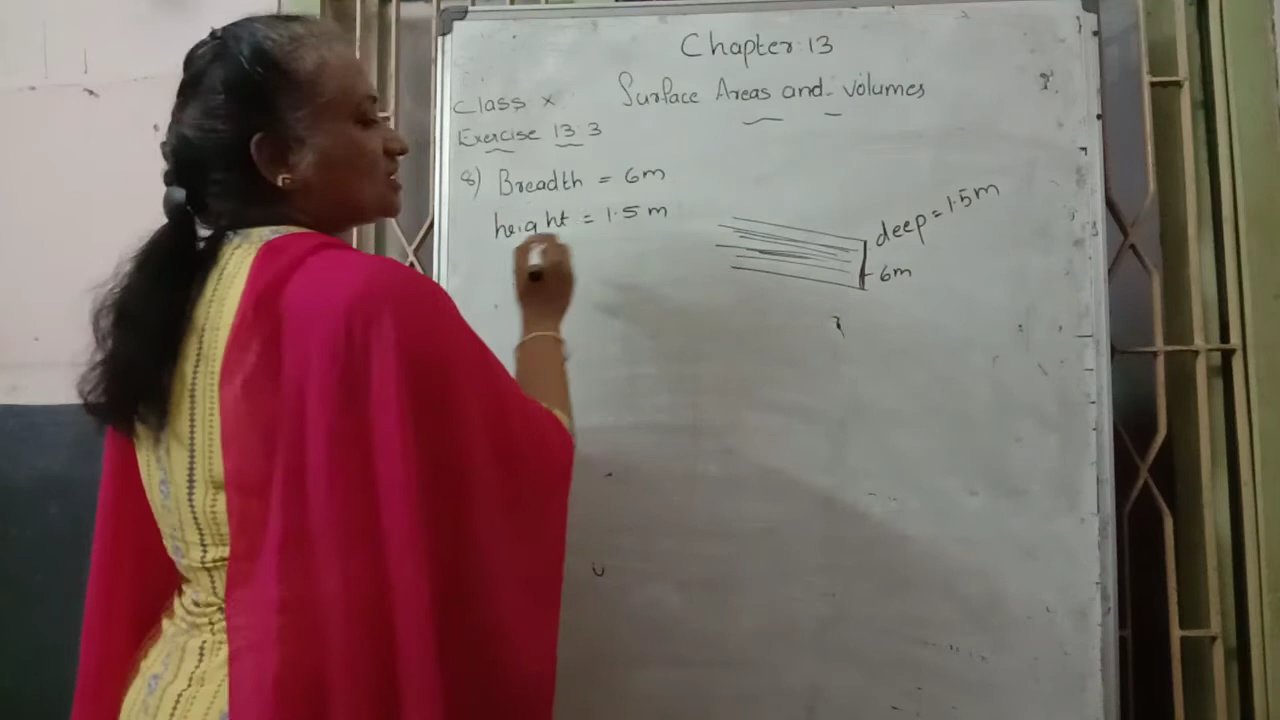 Chapter 13
Class X
Surface Areas and Volumes
Exercise 13.3
8) Breadth = 6m
height = 1.5 m
deep = 1.5 m
6m